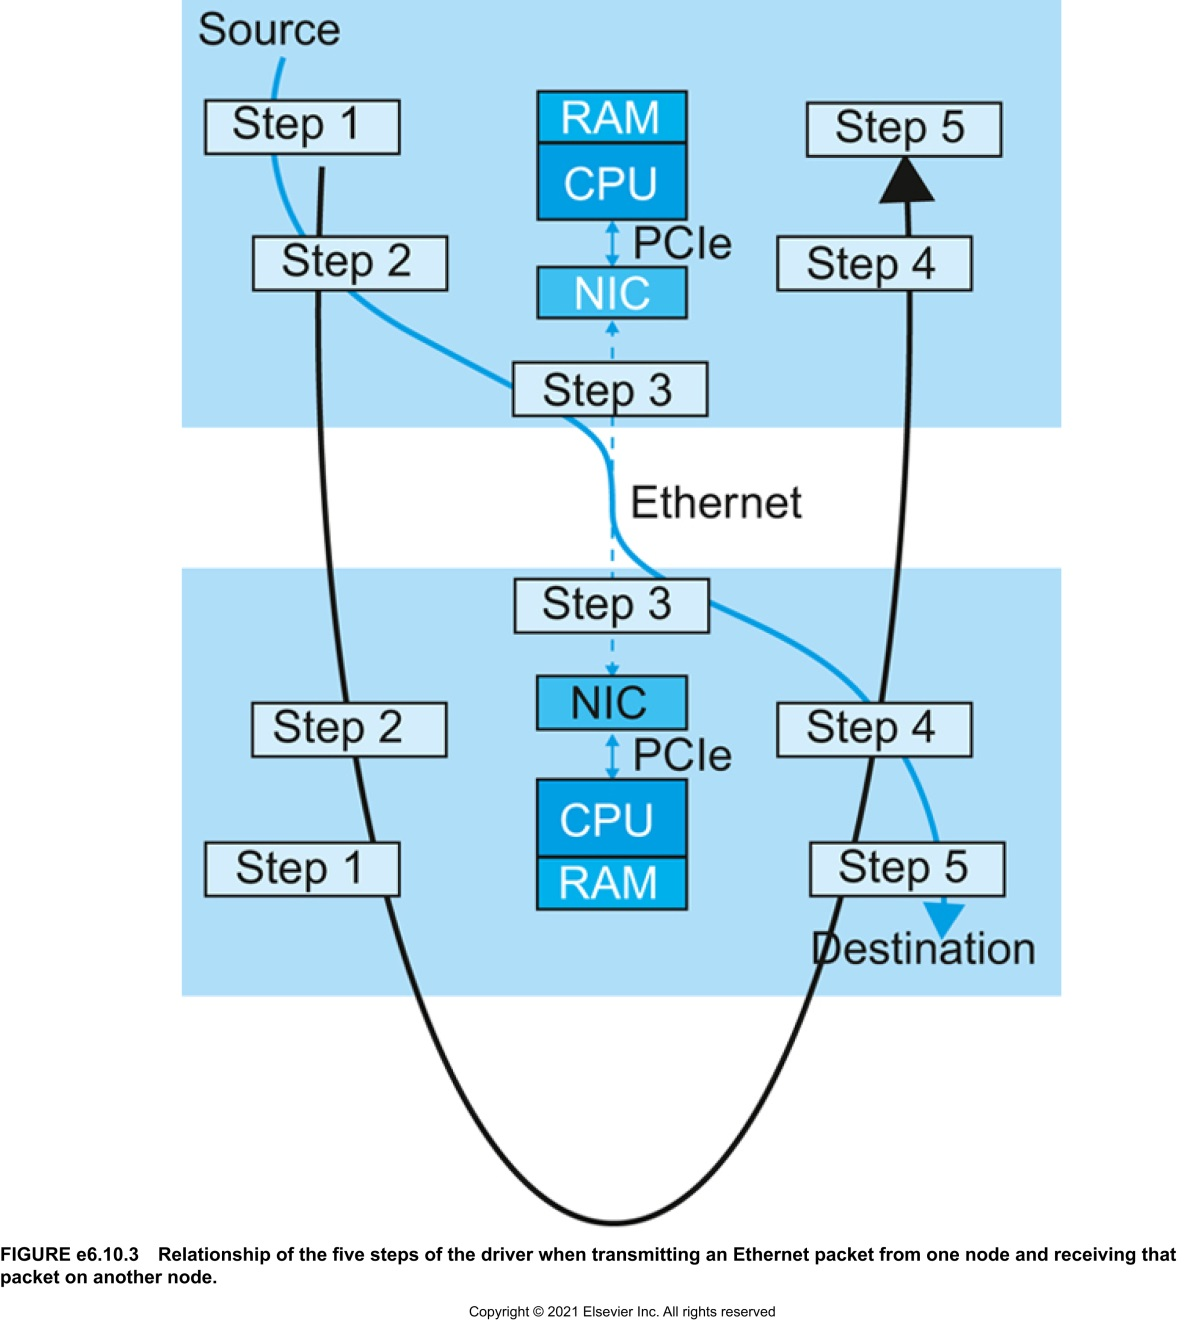 Source
Step 1
RAM
Step 5
CPU
PCIe
Step 2
Step 4
NIC
Step 3
Ethernet
Step 3
NIC
Step 2
Step 4
PCIe
CPU
Step 1
Step 5
RAM
Destination
FIGURE e6.10.3 Relationship of the five steps of the driver when transmitting an Ethernet packet from one node and receiving that
packet on another node.
Copyright © 2021 Elsevier Inc. All rights reserved